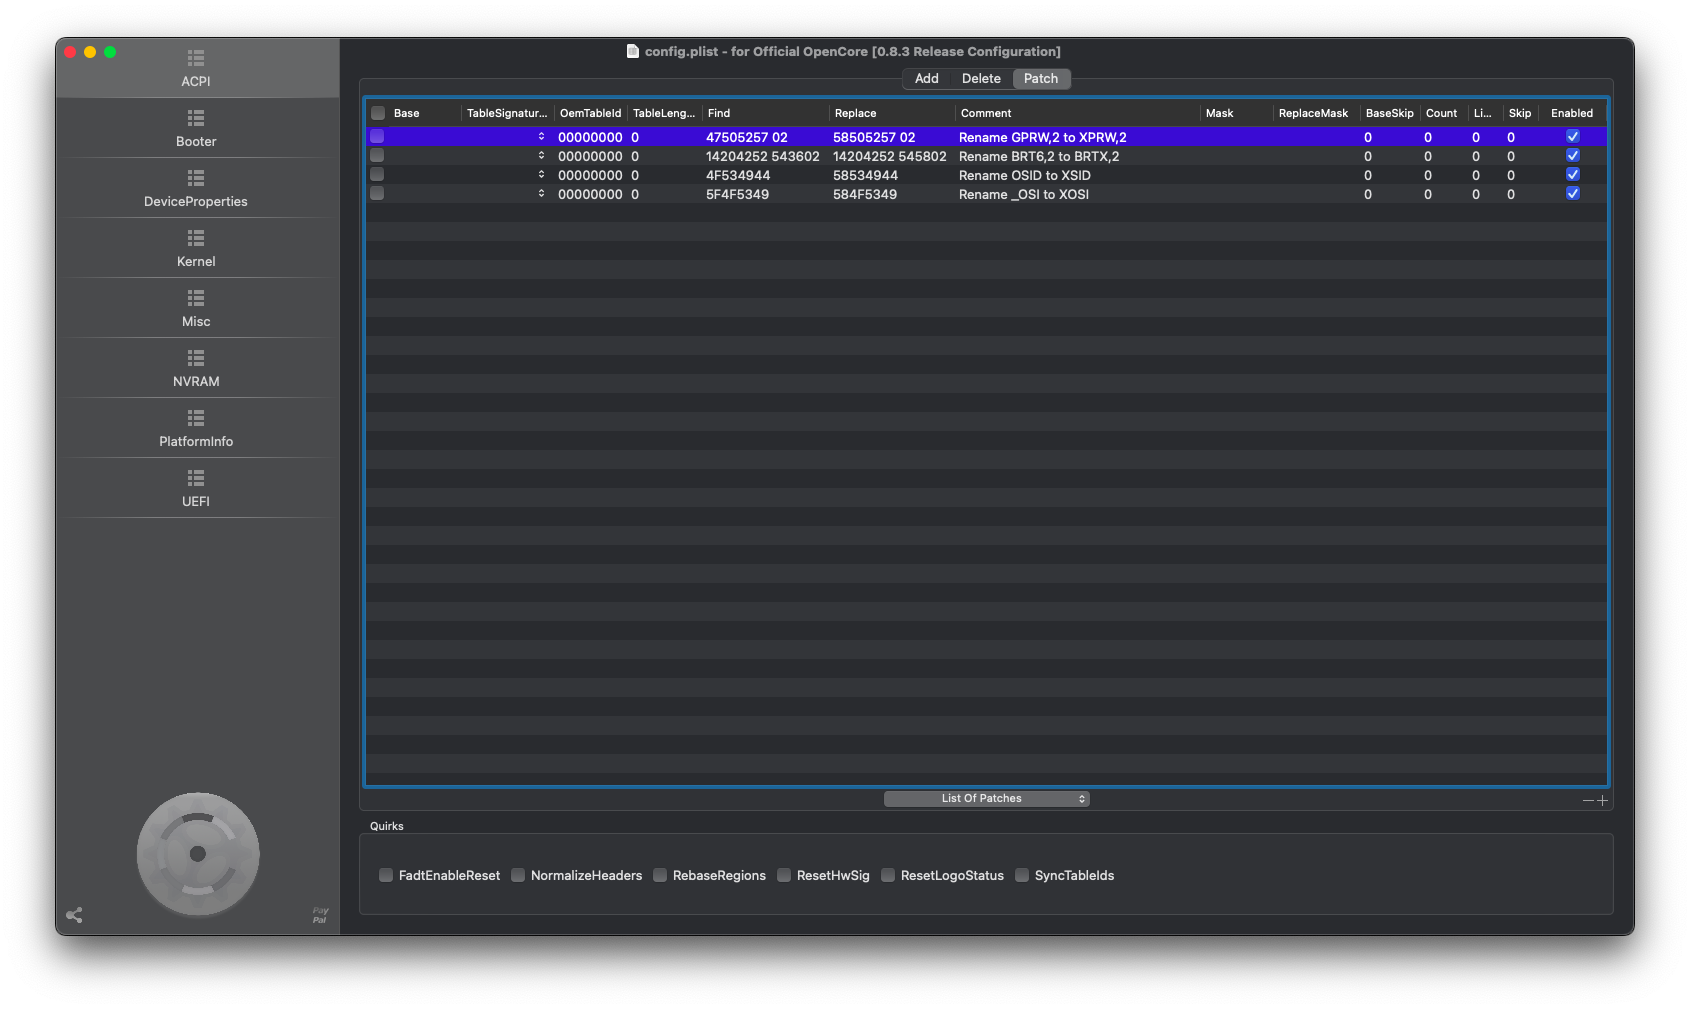 config.plist - for Official OpenCore [0.8.3 Release Configuration]
ACPI
Booter
DeviceProperties
Kernel
Misc
NVRAM
PlatformInfo
UEFI
Pay
Pal
Add Delete Patch
Base TableSignatur... OemTableId TableLeng... Find Replace Comment Mask ReplaceMask BaseSkip Count Li... Skip Enabled
00000000 0 47505257 02 58505257 02 Rename GPRW,2 to XPRW,2 0 0 0 0
00000000 0 14204252 543602 14204252 545802 Rename BRT6,2 to BRTX,2 0 0 0 0
00000000 0 4F534944 58534944 Rename OSID to XSID 0 0 0 0
00000000 0 5F4F5349 584F5349 Rename _OSI to XOSI 0 0 0 0
List Of Patches
Quirks
FadtEnableReset NormalizeHeaders RebaseRegions ResetHwSig ResetLogoStatus SyncTableIds